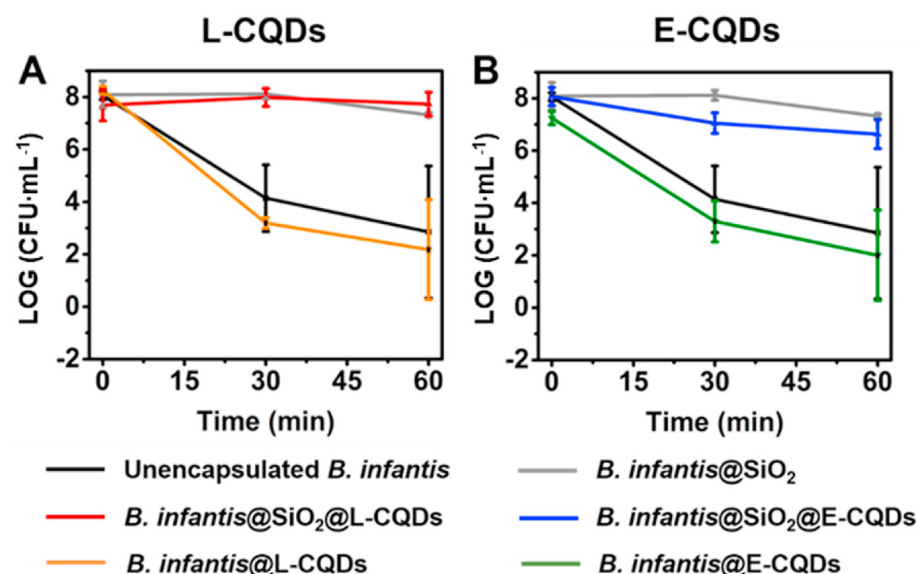 L-CQDs
E-CQDs
A
B
LOG (CFU·mL⁻¹)
8
6
4
2
0
-2
0 15 30 45 60
Time (min)
LOG (CFU·mL⁻¹)
8
6
4
2
0
-2
0 15 30 45 60
Time (min)
Unencapsulated B. infantis
B. infantis@SiO₂
B. infantis@SiO₂@L-CQDs
B. infantis@SiO₂@E-CQDs
B. infantis@L-CQDs
B. infantis@E-CQDs